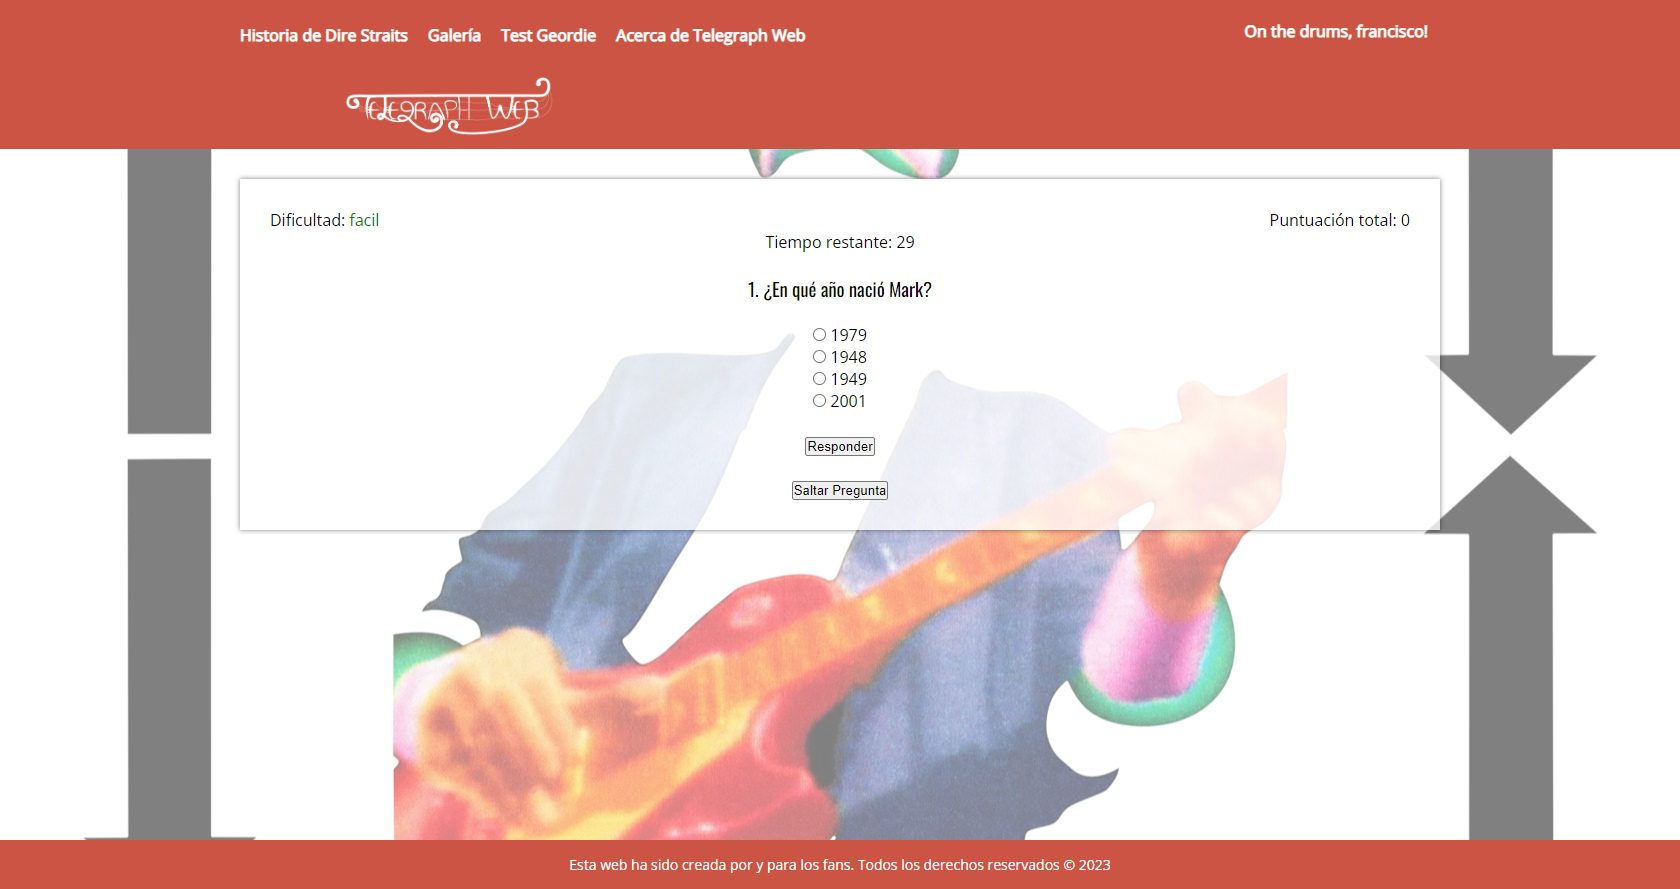 Historia de Dire Straits Galería Test Geordie Acerca de Telegraph Web
On the drums, francisco!
TELEGRAPH WEB
Dificultad: facil
Puntuación total: 0
Tiempo restante: 29
1. ¿En qué año nació Mark?
1979
1948
1949
2001
Responder
Saltar Pregunta
Esta web ha sido creada por y para los fans. Todos los derechos reservados © 2023